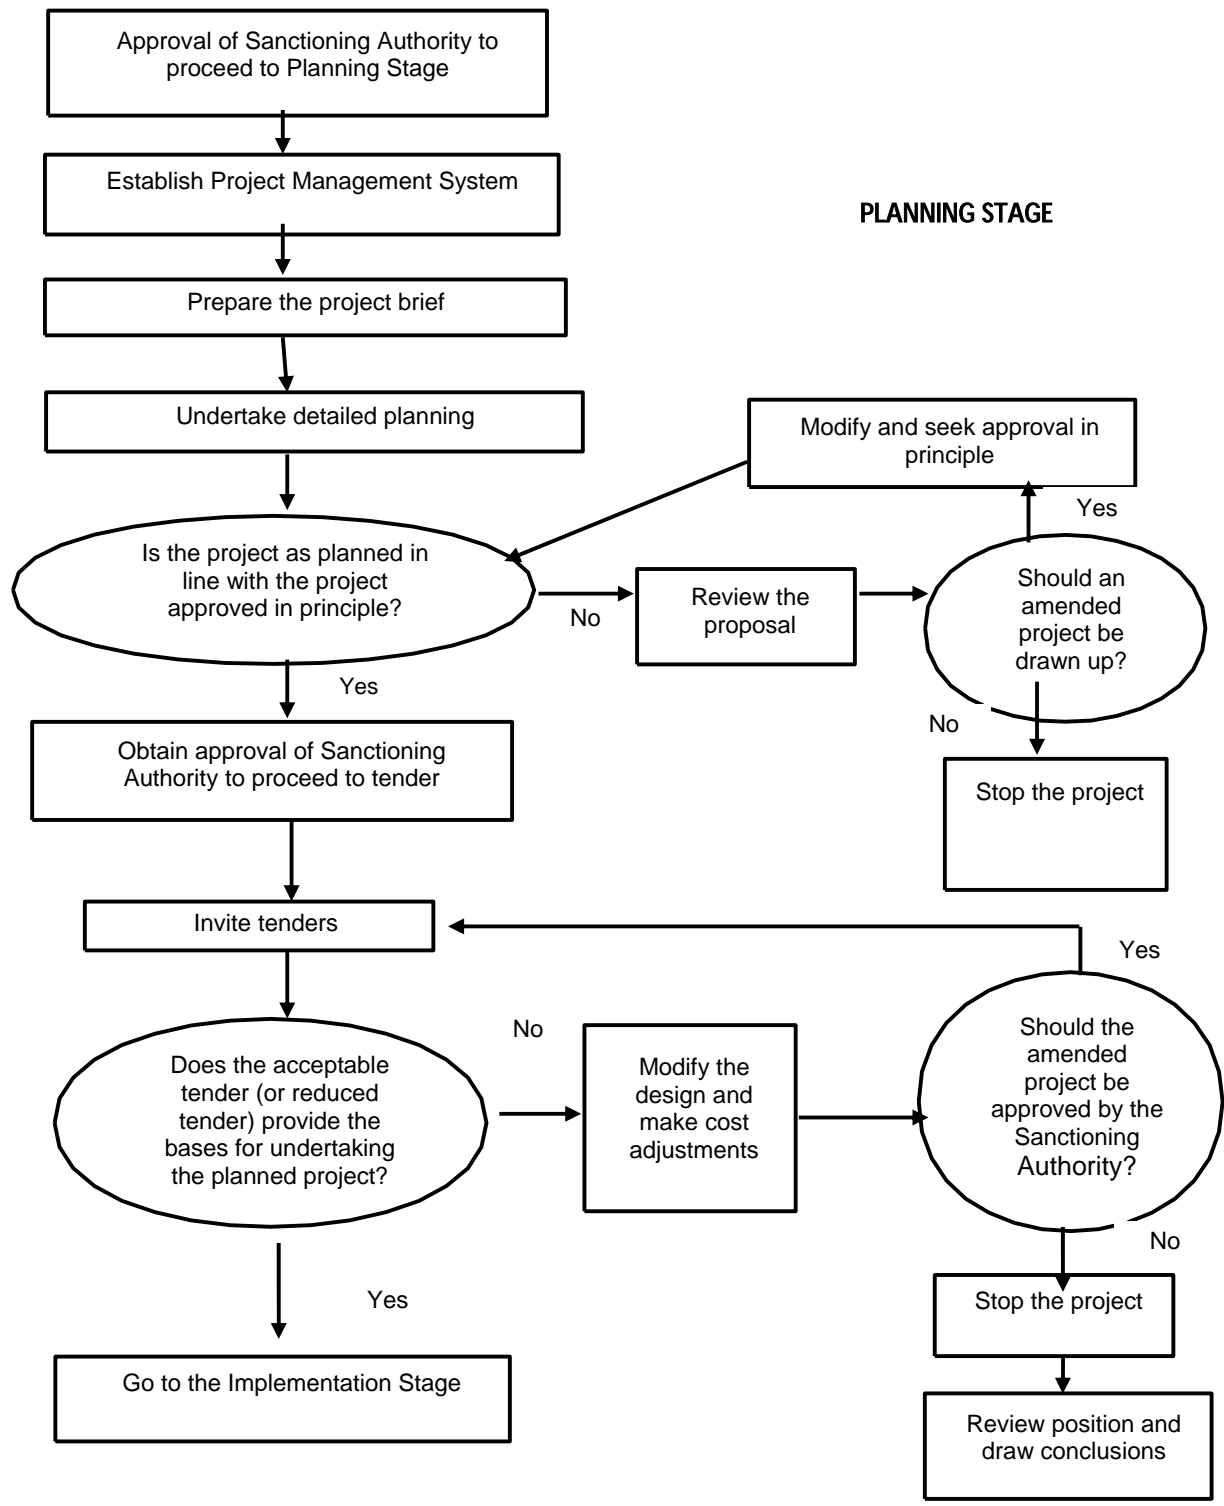 Approval of Sanctioning Authority to
proceed to Planning Stage
Establish Project Management System
PLANNING STAGE
Prepare the project brief
Undertake detailed planning
Modify and seek approval in
principle
Yes
Is the project as planned in
line with the project
approved in principle?
No
Review the
proposal
Should an
amended
project be
drawn up?
Yes
No
Obtain approval of Sanctioning
Authority to proceed to tender
Stop the project
Invite tenders
Yes
Does the acceptable
tender (or reduced
tender) provide the
bases for undertaking
the planned project?
No
Modify the
design and
make cost
adjustments
Should the
amended
project be
approved by the
Sanctioning
Authority?
No
Yes
Stop the project
Go to the Implementation Stage
Review position and
draw conclusions